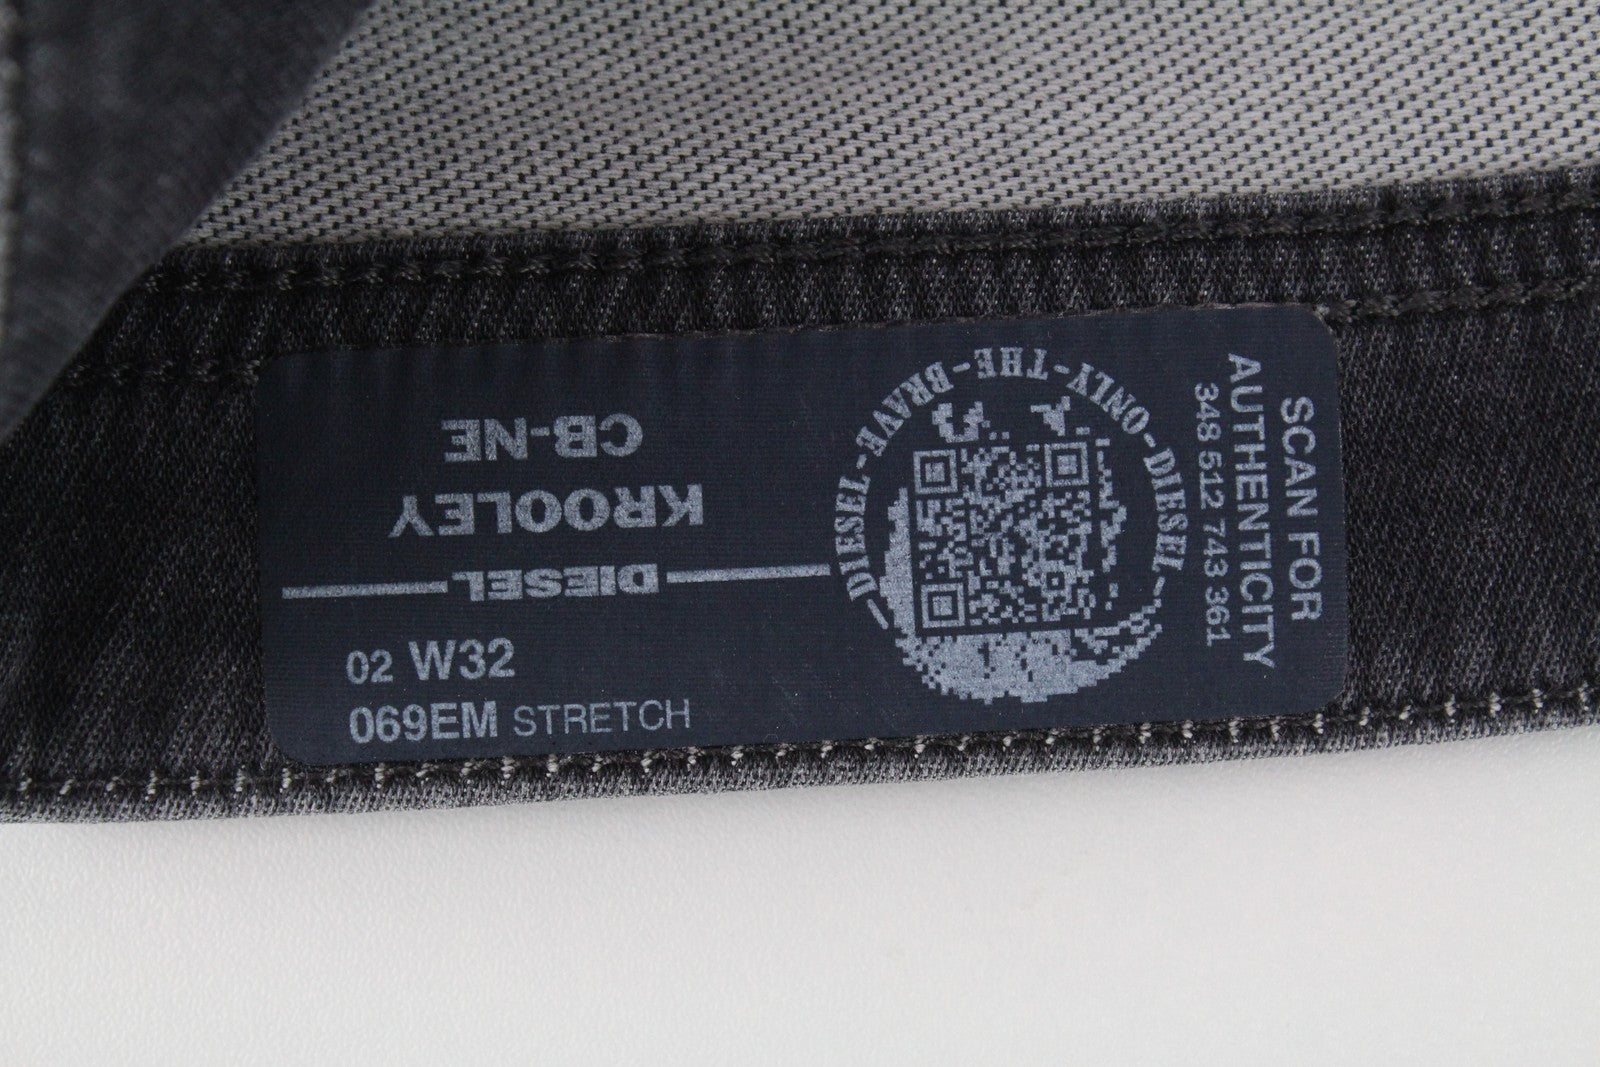 CB-NE
KROOLEY
DIESEL
02 W32
069EM STRETCH
DIESEL-BRAVE-THE-ONLY-DIESEL-
SCAN FOR
AUTHENTICITY
348 512 743 361